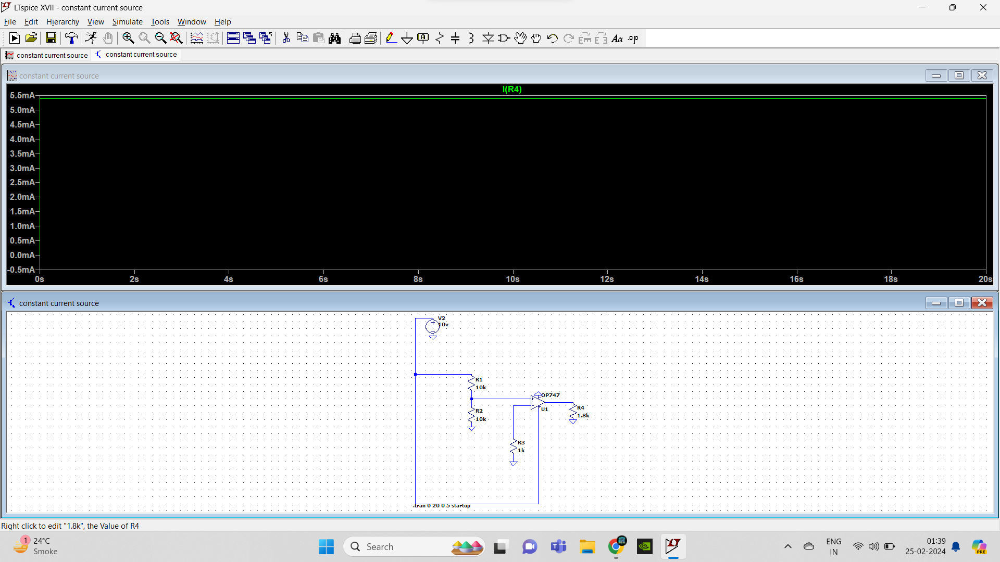 LTspice XVII - constant current source
File Edit Hierarchy View Simulate Tools Window Help
Aa .op
constant current source constant current source
constant current source
I(R4)
5.5mA
5.0mA
4.5mA
4.0mA
3.5mA
3.0mA
2.5mA
2.0mA
1.5mA
1.0mA
0.5mA
0.0mA
-0.5mA
0s 2s 4s 6s 8s 10s 12s 14s 16s 18s 20s
constant current source
V2
10v
R1
10k
OP747
U1
R4
1.8k
R2
10k
R3
1k
.tran 0 20 0 5 startup
Right click to edit "1.8k", the Value of R4
1
24°C
Smoke
Search
PRE
ENG
IN
01:39
25-02-2024